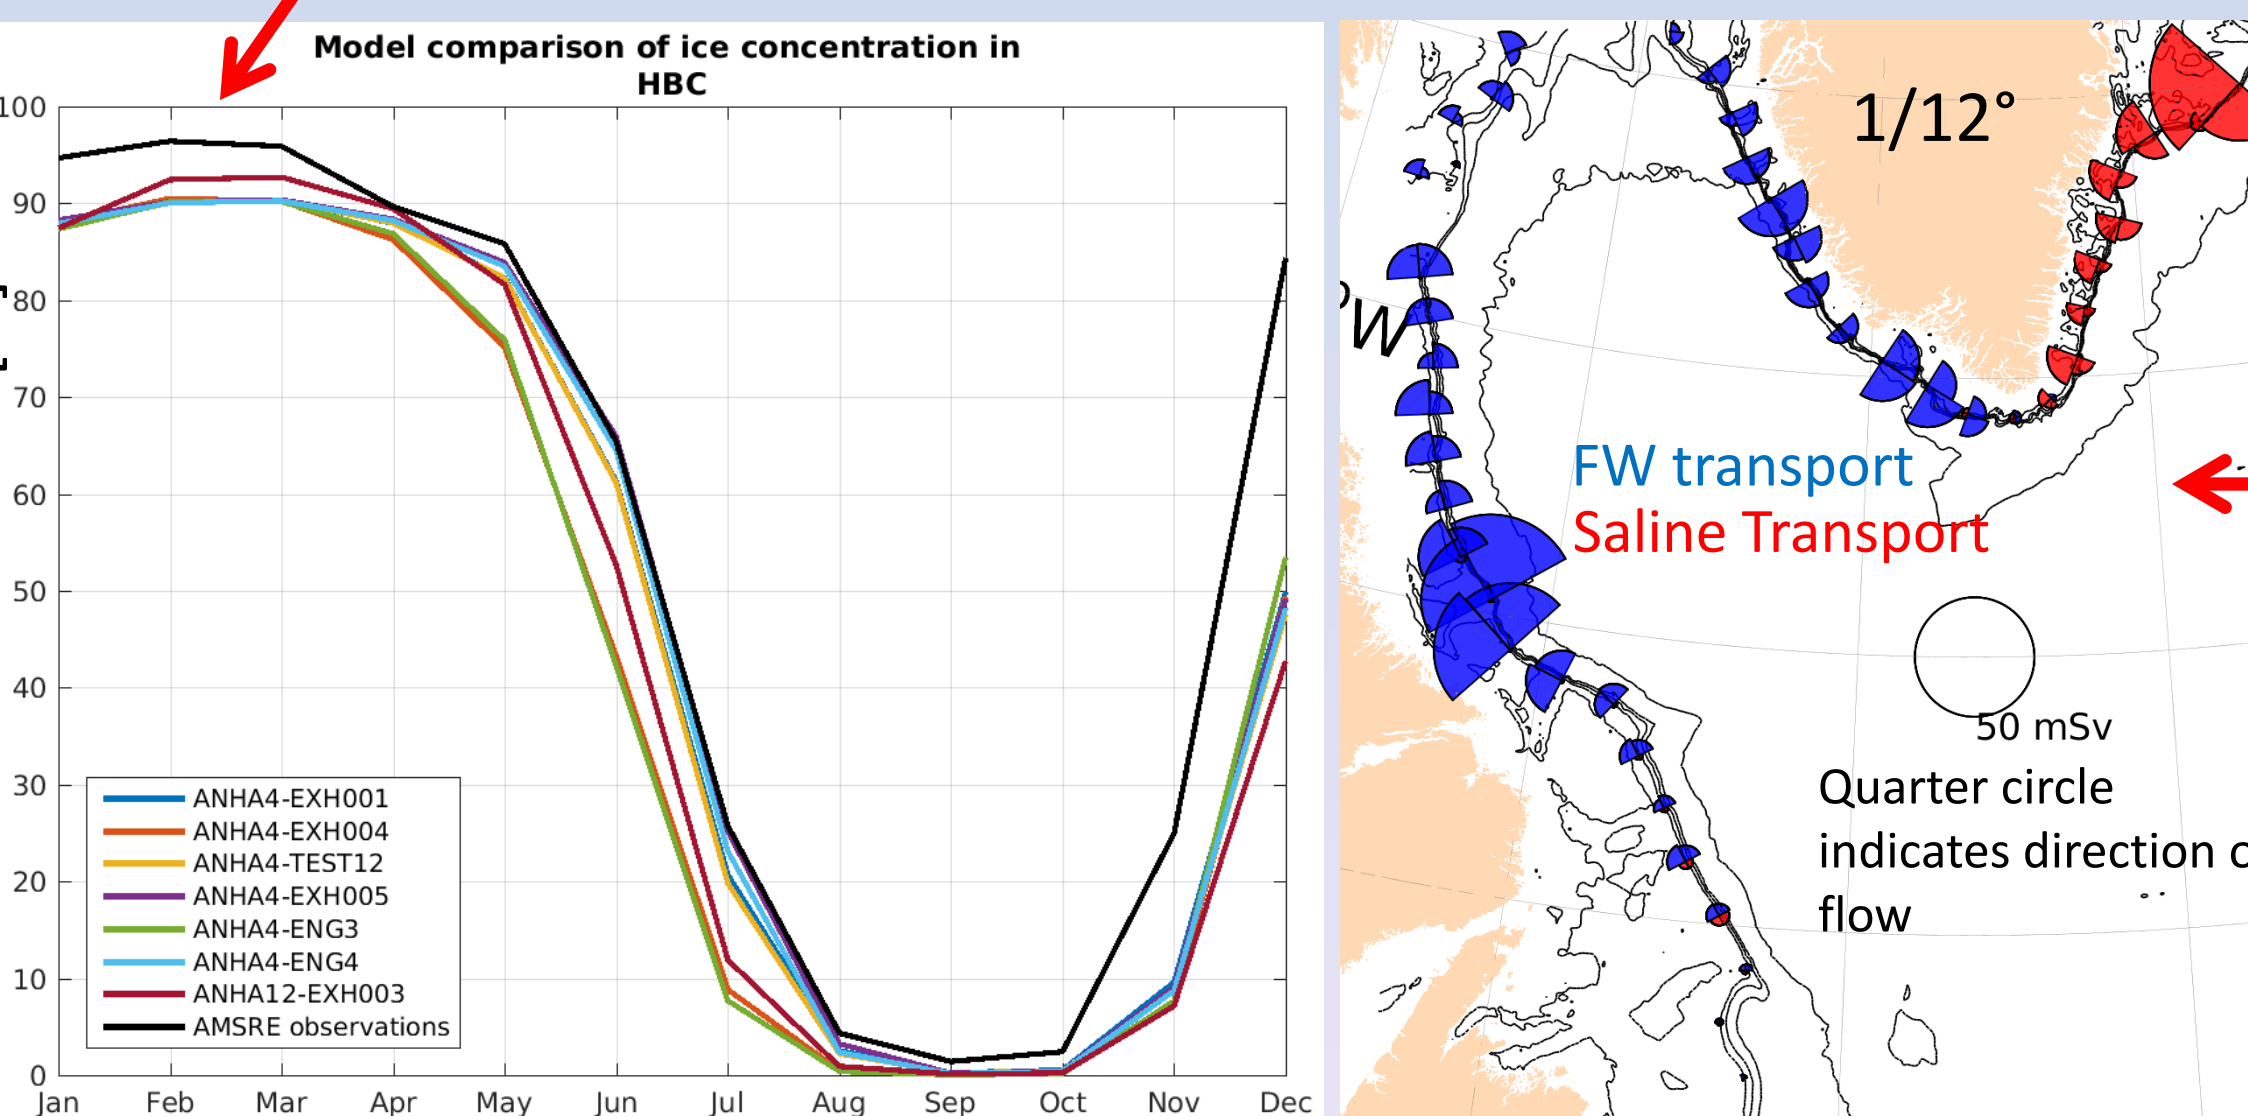 Model comparison of ice concentration in
HBC
100
90
80
70
60
50
40
30
20
10
0
Jan Feb Mar Apr May Jun Jul Aug Sep Oct Nov Dec
ANHA4-EXH001
ANHA4-EXH004
ANHA4-TEST12
ANHA4-EXH005
ANHA4-ENG3
ANHA4-ENG4
ANHA12-EXH003
AMSRE observations
1/12°
W
FW transport
Saline Transport
50 mSv
Quarter circle
indicates direction
flow